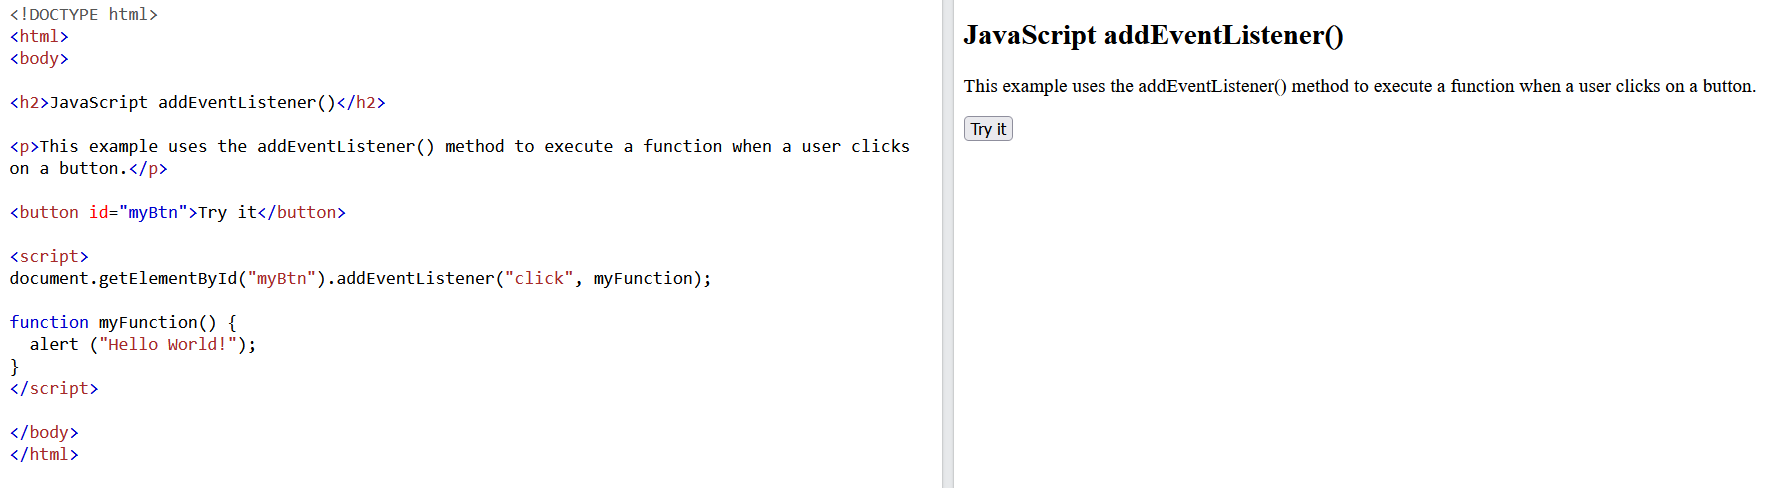 <!DOCTYPE html>
<html>
<body>
<h2>JavaScript addEventListener()</h2>
<p>This example uses the addEventListener() method to execute a function when a user clicks
on a button.</p>
<button id="myBtn">Try it</button>
<script>
document.getElementById("myBtn").addEventListener("click", myFunction);
function myFunction() {
  alert ("Hello World!");
}
</script>
</body>
</html>
JavaScript addEventListener()
This example uses the addEventListener() method to execute a function when a user clicks on a button.
Try it